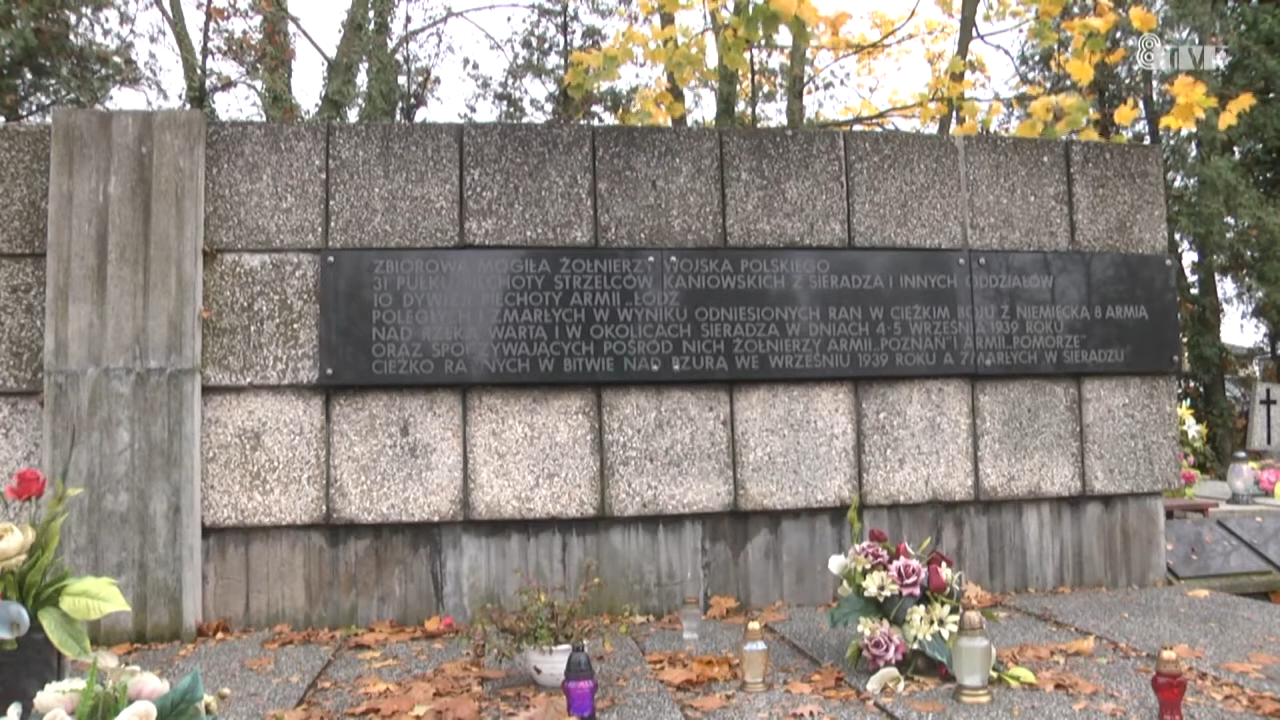 ZBIOROWA MOGIŁA ŻOŁNIERZY WOJSKA POLSKIEGO
31 PUŁKU PIECHOTY STRZELCÓW KANIOWSKICH Z SIERADZA I INNYCH ODDZIAŁÓW
10 DYWIZJI PIECHOTY ARMII „ŁÓDŹ
POLEGŁYCH I ZMARŁYCH W WYNIKU ODNIESIONYCH RAN W CIĘŻKIM BOJU Z NIEMIECKĄ 8 ARMIĄ
NAD RZEKĄ WARTĄ I W OKOLICACH SIERADZA W DNIACH 4-5 WRZEŚNIA 1939 ROKU
ORAZ SPOCZYWAJĄCYCH POŚRÓD NICH ŻOŁNIERZY ARMII „POZNAŃ" I ARMII „POMORZE"
CIĘŻKO RANNYCH W BITWIE NAD BZURĄ WE WRZEŚNIU 1939 ROKU A ZMARŁYCH W SIERADZU